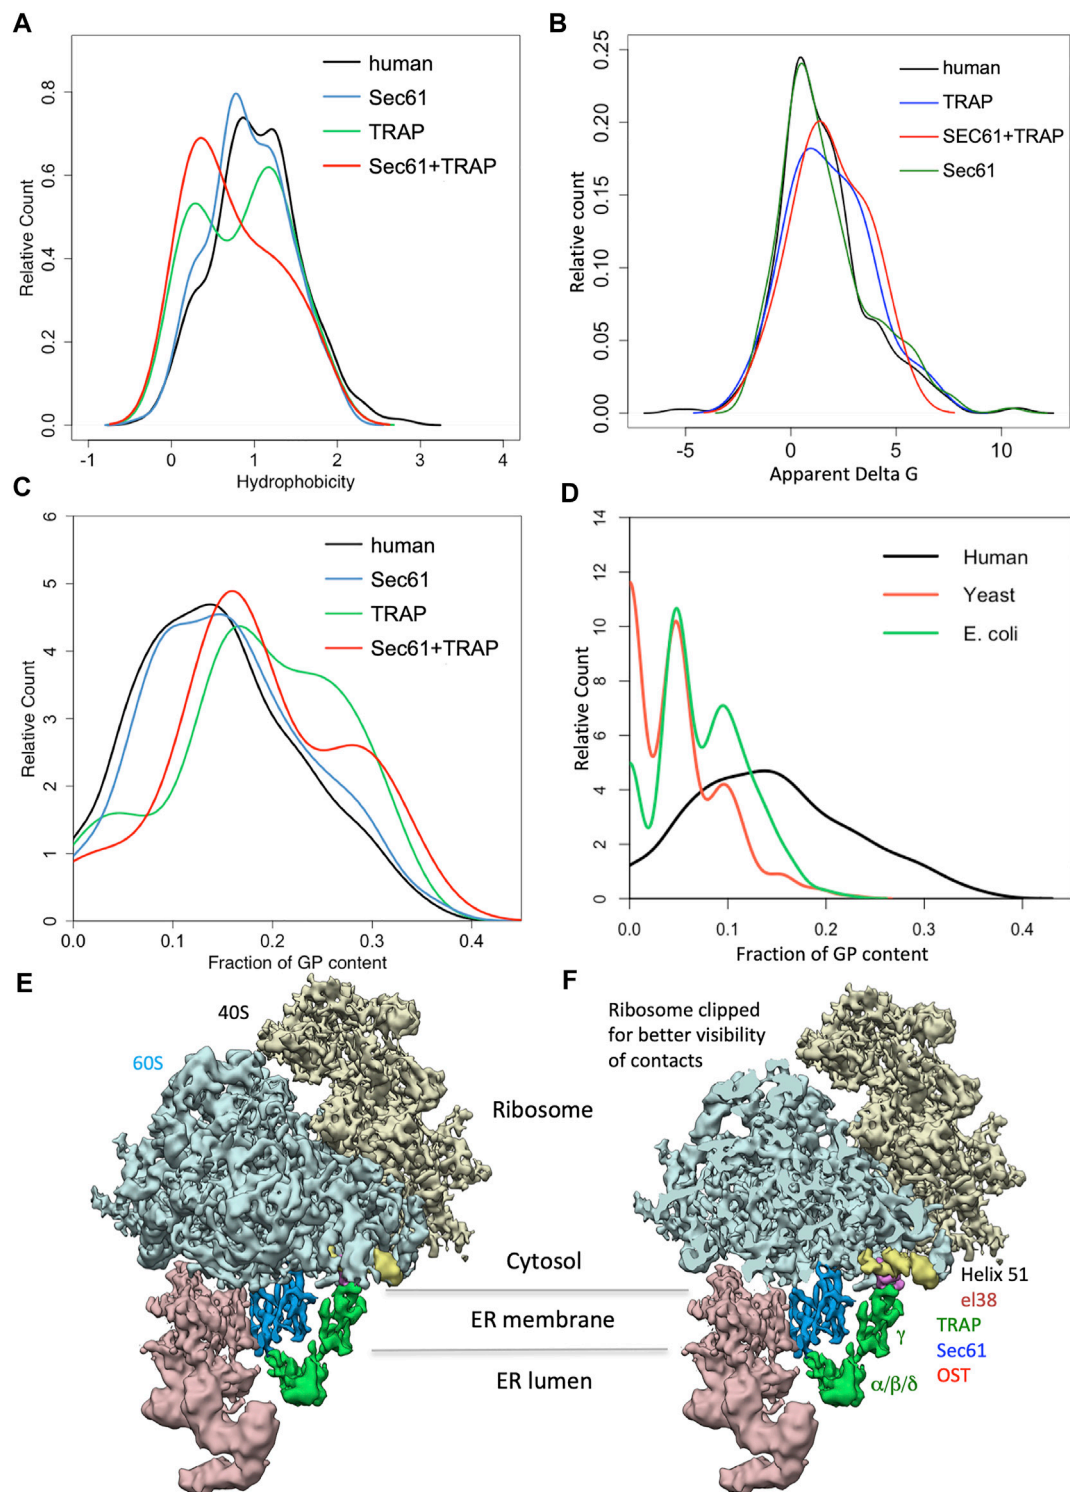 A
human
Sec61
TRAP
Sec61+TRAP
Relative Count
0.0
0.2
0.4
0.6
0.8
-1
0
1
2
3
4
Hydrophobicity
B
human
TRAP
SEC61+TRAP
Sec61
Relative count
0.00
0.05
0.10
0.15
0.20
0.25
-5
0
5
10
Apparent Delta G
C
human
Sec61
TRAP
Sec61+TRAP
Relative Count
0
1
2
3
4
5
6
0.0
0.1
0.2
0.3
0.4
Fraction of GP content
D
Human
Yeast
E. coli
Relative Count
0
2
4
6
8
10
12
14
0.0
0.1
0.2
0.3
0.4
Fraction of GP content
E
40S
60S
Ribosome
Cytosol
ER membrane
ER lumen
F
Ribosome clipped
for better visibility
of contacts
Helix 51
el38
TRAP
Sec61
OST
γ
α/β/δ